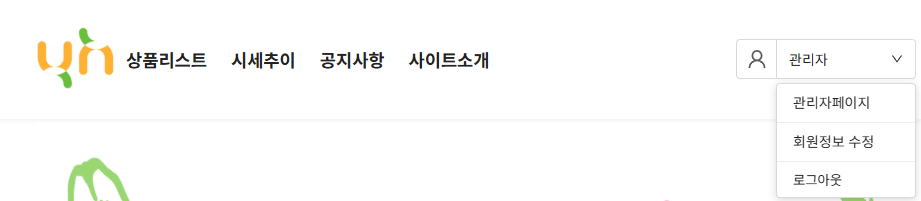 상품리스트 시세추이 공지사항 사이트소개
관리자
관리자페이지
회원정보 수정
로그아웃